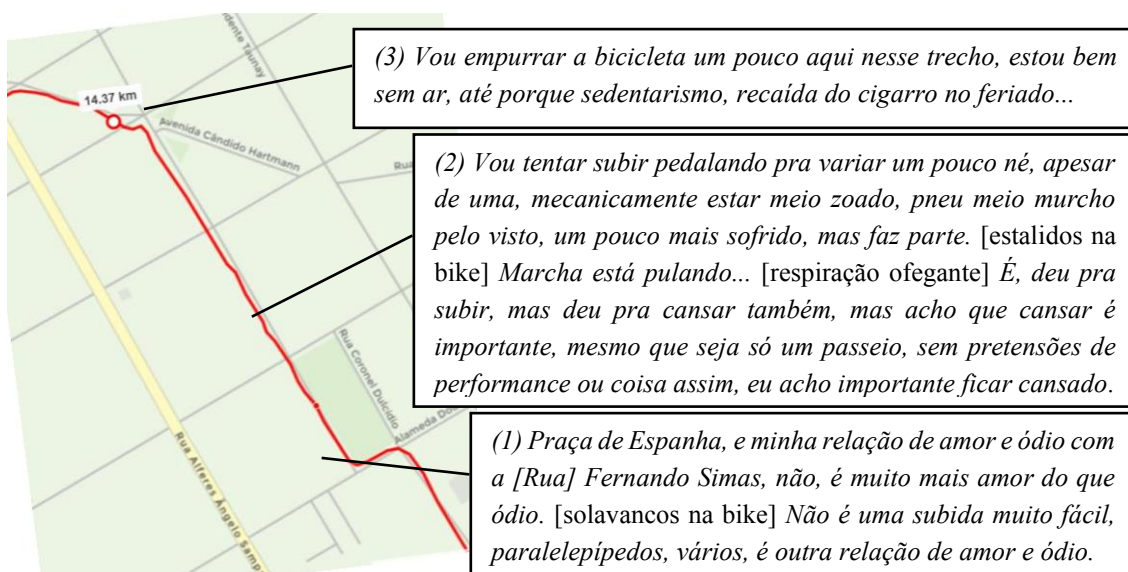 (3) Vou empurrar a bicicleta um pouco aqui nesse trecho, estou bem
sem ar, até porque sedentarismo, recaída do cigarro no feriado...
14.37 km
dente Taunay
Avenida Cândido Hartmann
Rua
(2) Vou tentar subir pedalando pra variar um pouco né, apesar
de uma, mecanicamente estar meio zoado, pneu meio murcho
pelo visto, um pouco mais sofrido, mas faz parte. [estalidos na
bike] Marcha está pulando... [respiração ofegante] É, deu pra
subir, mas deu pra cansar também, mas acho que cansar é
importante, mesmo que seja só um passeio, sem pretensões de
performance ou coisa assim, eu acho importante ficar cansado.
Rua Coronel Dulcídio
Alameda Do
Rua Alferes Ângelo Samp
(1) Praça de Espanha, e minha relação de amor e ódio com
a [Rua] Fernando Simas, não, é muito mais amor do que
ódio. [solavancos na bike] Não é uma subida muito fácil,
paralelepípedos, vários, é outra relação de amor e ódio.